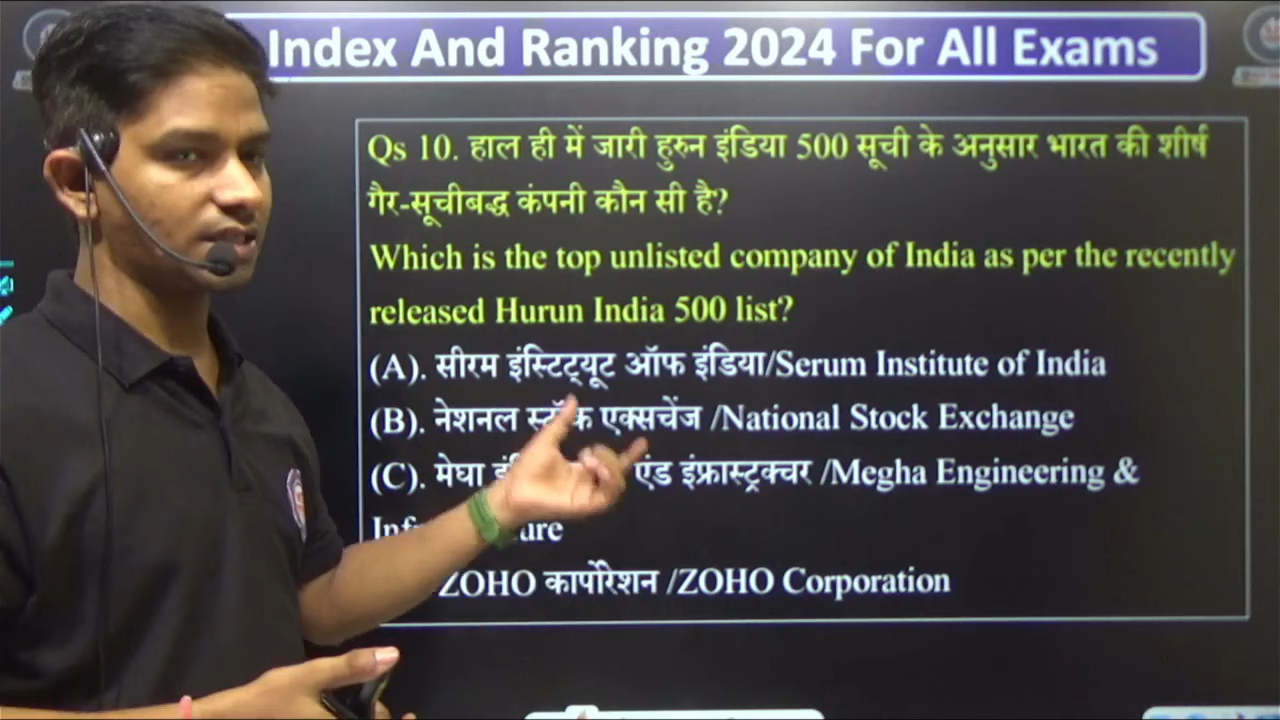 Index And Ranking 2024 For All Exams
Qs 10. हाल ही में जारी हुरुन इंडिया 500 सूची के अनुसार भारत की शीर्ष
गैर-सूचीबद्ध कंपनी कौन सी है?
Which is the top unlisted company of India as per the recently
released Hurun India 500 list?
(A). सीरम इंस्टिट्यूट ऑफ इंडिया/Serum Institute of India
(B). नेशनल स्टॉक एक्सचेंज /National Stock Exchange
(C). मेघा एंड इंफ्रास्ट्रक्चर /Megha Engineering &
ZOHO कार्पोरेशन /ZOHO Corporation